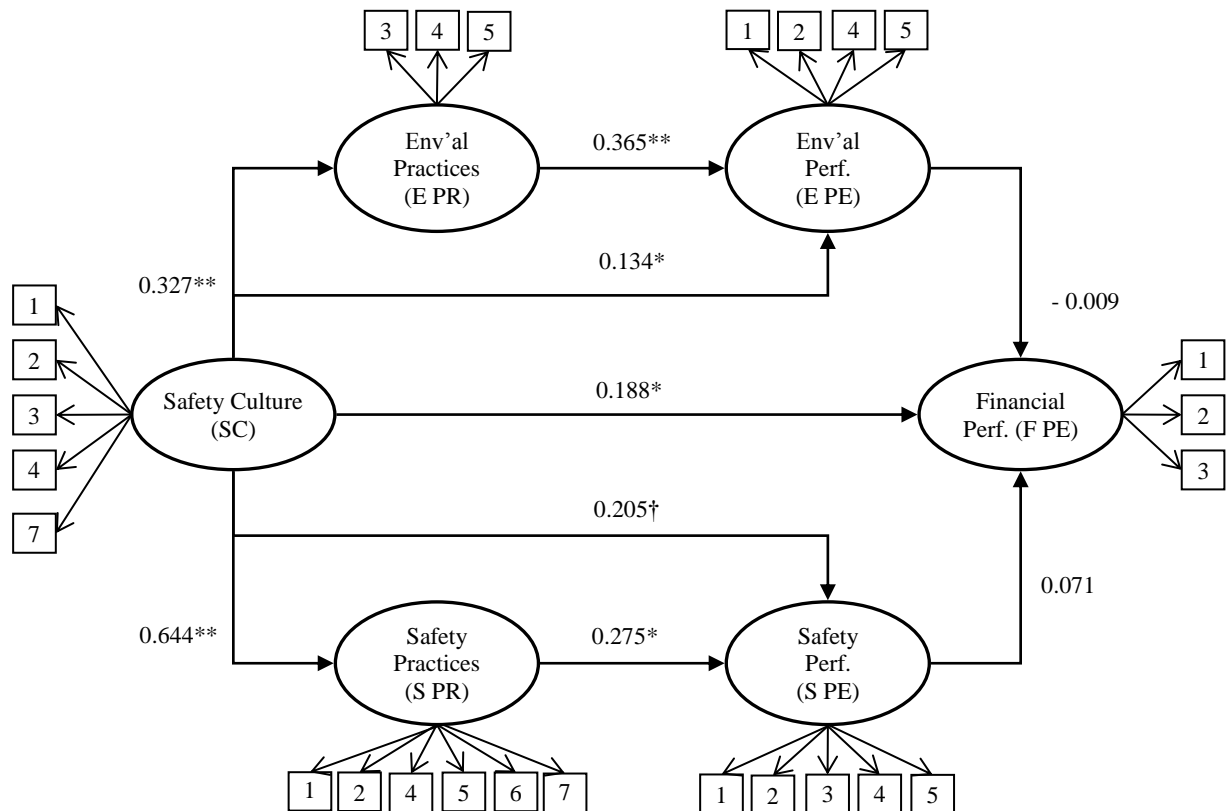 3 4 5
1 2 4 5
Env'al
Practices
(E PR)
0.365**
Env'al
Perf.
(E PE)
0.134*
0.327**
- 0.009
1
2
3
4
7
Safety Culture
(SC)
0.188*
Financial
Perf. (F PE)
1
2
3
0.205†
0.071
0.644**
Safety
Practices
(S PR)
0.275*
Safety
Perf.
(S PE)
1 2 4 5 6 7
1 2 3 4 5